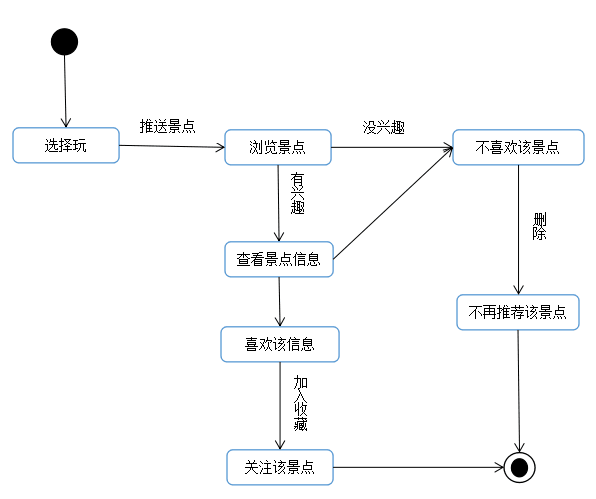 推送景点
没兴趣
选择玩
浏览景点
不喜欢该景点
有兴趣
删除
查看景点信息
不再推荐该景点
喜欢该信息
加入收藏
关注该景点